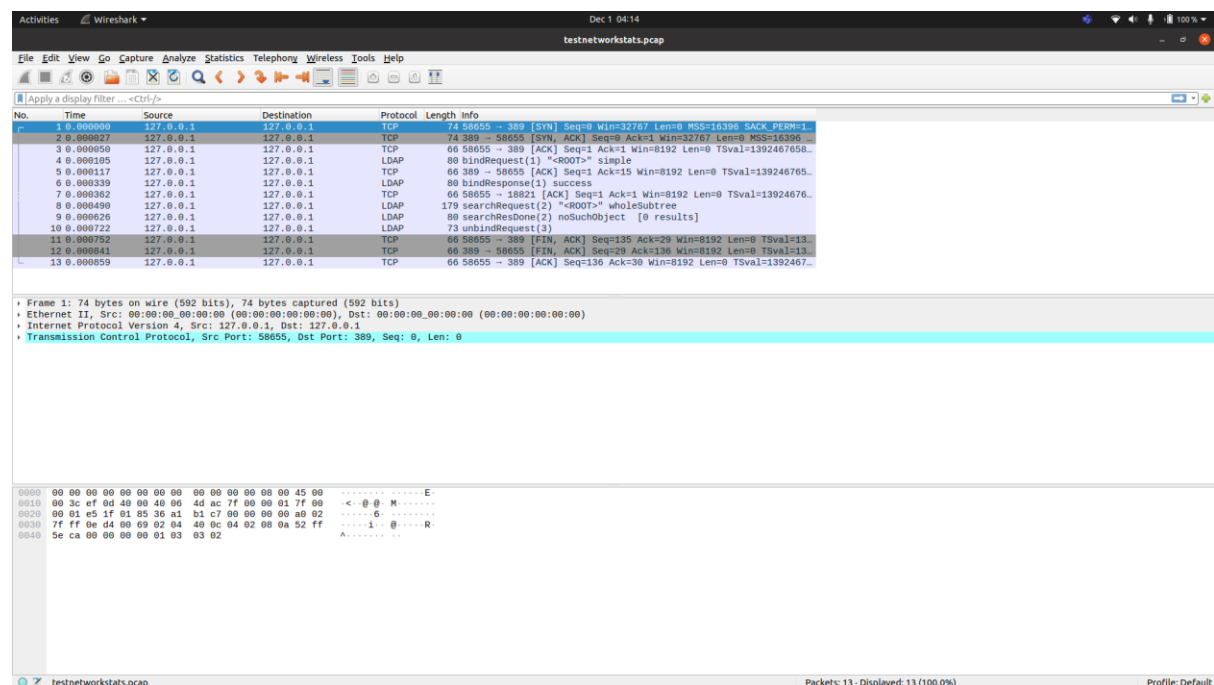 Activities Wireshark Dec 1 04:14 100 %
testnetworkstats.pcap
File Edit View Go Capture Analyze Statistics Telephony Wireless Tools Help
Apply a display filter ... <Ctrl-/>
No. Time Source Destination Protocol Length Info
1 0.000000 127.0.0.1 127.0.0.1 TCP 74 58655 → 389 [SYN] Seq=0 Win=32767 Len=0 MSS=16396 SACK_PERM=1…
2 0.000027 127.0.0.1 127.0.0.1 TCP 74 389 → 58655 [SYN, ACK] Seq=0 Ack=1 Win=32767 Len=0 MSS=16396 …
3 0.000050 127.0.0.1 127.0.0.1 TCP 66 58655 → 389 [ACK] Seq=1 Ack=1 Win=8192 Len=0 TSval=1392467658…
4 0.000105 127.0.0.1 127.0.0.1 LDAP 80 bindRequest(1) "<ROOT>" simple
5 0.000117 127.0.0.1 127.0.0.1 TCP 66 389 → 58655 [ACK] Seq=1 Ack=15 Win=8192 Len=0 TSval=139246765…
6 0.000339 127.0.0.1 127.0.0.1 LDAP 80 bindResponse(1) success
7 0.000362 127.0.0.1 127.0.0.1 TCP 66 58655 → 18821 [ACK] Seq=1 Ack=1 Win=8192 Len=0 TSval=13924676…
8 0.000490 127.0.0.1 127.0.0.1 LDAP 179 searchRequest(2) "<ROOT>" wholeSubtree
9 0.000626 127.0.0.1 127.0.0.1 LDAP 80 searchResDone(2) noSuchObject [0 results]
10 0.000722 127.0.0.1 127.0.0.1 LDAP 73 unbindRequest(3)
11 0.000752 127.0.0.1 127.0.0.1 TCP 66 58655 → 389 [FIN, ACK] Seq=135 Ack=29 Win=8192 Len=0 TSval=13…
12 0.000841 127.0.0.1 127.0.0.1 TCP 66 389 → 58655 [FIN, ACK] Seq=29 Ack=136 Win=8192 Len=0 TSval=13…
13 0.000859 127.0.0.1 127.0.0.1 TCP 66 58655 → 389 [ACK] Seq=136 Ack=30 Win=8192 Len=0 TSval=1392467…
Frame 1: 74 bytes on wire (592 bits), 74 bytes captured (592 bits)
Ethernet II, Src: 00:00:00_00:00:00 (00:00:00:00:00:00), Dst: 00:00:00_00:00:00 (00:00:00:00:00:00)
Internet Protocol Version 4, Src: 127.0.0.1, Dst: 127.0.0.1
Transmission Control Protocol, Src Port: 58655, Dst Port: 389, Seq: 0, Len: 0
0000 00 00 00 00 00 00 00 00 00 00 00 00 08 00 45 00 ········ ······E·
0010 00 3c ef 0d 40 00 40 06 4d ac 7f 00 00 01 7f 00 ·<··@·@· M·······
0020 00 01 e5 1f 01 85 36 a1 b1 c7 00 00 00 00 a0 02 ······6· ········
0030 7f ff 0e d4 00 00 02 04 40 0c 04 02 08 0a 52 ff ·····i·· @·····R·
0040 5e ca 00 00 00 00 01 03 03 02 ^······· ··
testnetworkstats.pcap Packets: 13 · Displayed: 13 (100.0%) Profile: Default